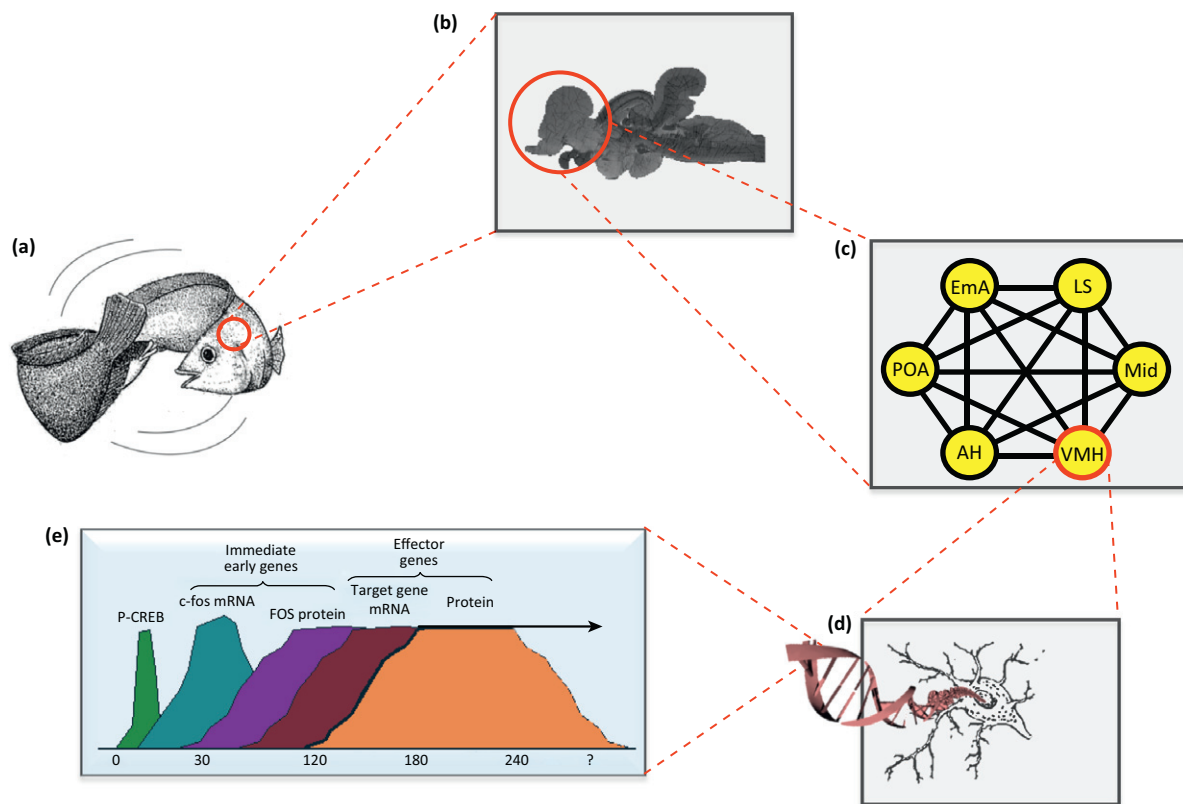 (b)
(a)
(c)
EmA
LS
POA
Mid
AH
VMH
(e)
Immediate
early genes
Effector
genes
P-CREB
c-fos mRNA
FOS protein
Target gene
mRNA
Protein
0 30 120 180 240 ?
(d)